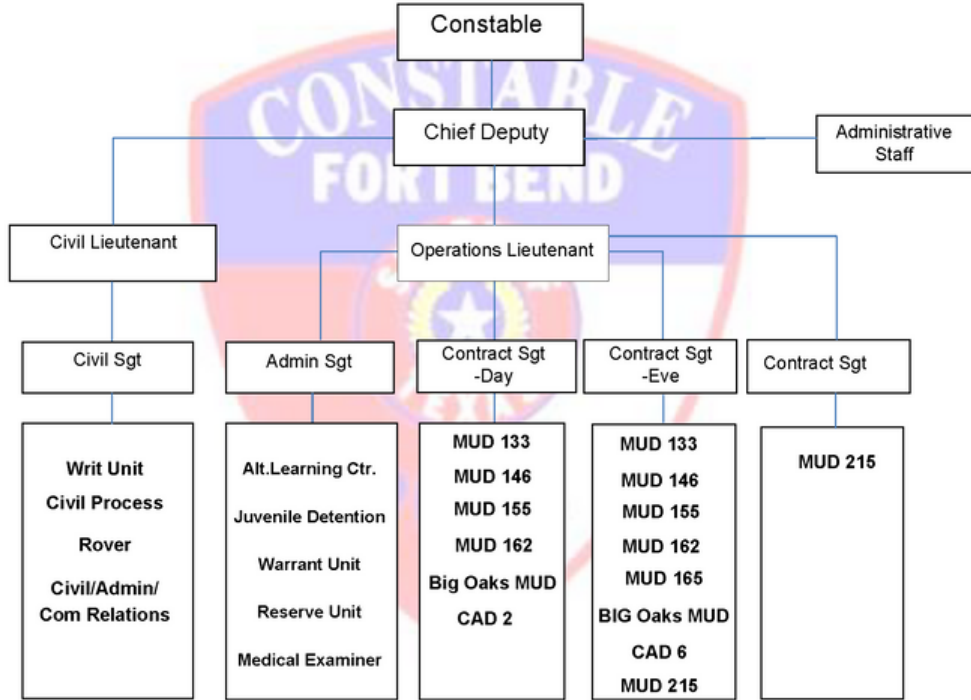 Constable
CONSTABLE
Chief Deputy
Administrative
Staff
FORT BEND
Civil Lieutenant
Operations Lieutenant
Civil Sgt
Admin Sgt
Contract Sgt
-Day
Contract Sgt
-Eve
Contract Sgt
Writ Unit
Civil Process
Rover
Civil/Admin/
Com Relations
Alt.Learning Ctr.
Juvenile Detention
Warrant Unit
Reserve Unit
Medical Examiner
MUD 133
MUD 146
MUD 155
MUD 162
Big Oaks MUD
CAD 2
MUD 133
MUD 146
MUD 155
MUD 162
MUD 165
BIG Oaks MUD
CAD 6
MUD 215
MUD 215